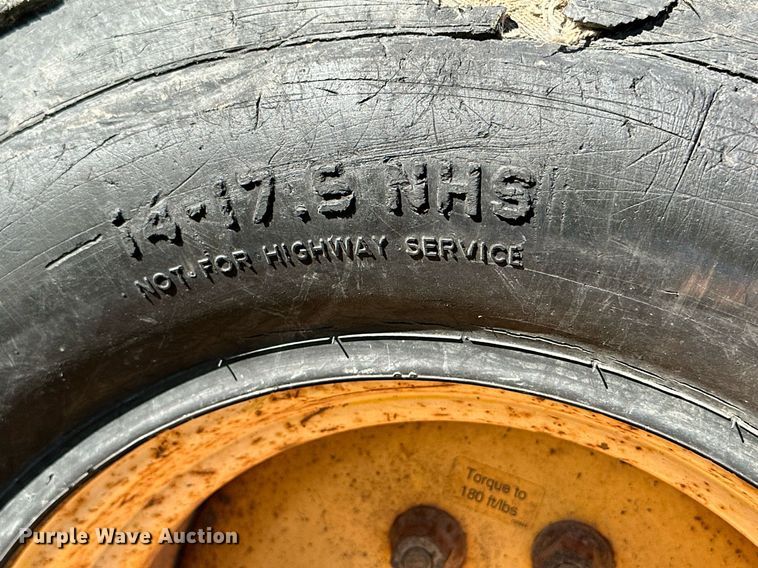 14-17.5 NHS
NOT FOR HIGHWAY SERVICE
Torque to
180 ft/lbs
Purple Wave Auction®